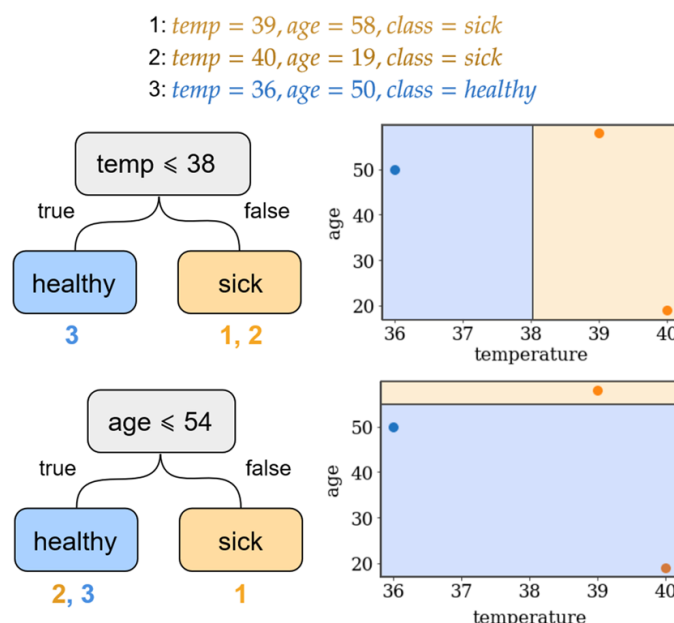 1: temp = 39, age = 58, class = sick
2: temp = 40, age = 19, class = sick
3: temp = 36, age = 50, class = healthy
temp ⩽ 38
true
false
healthy
sick
3
1, 2
age
50
40
30
20
36 37 38 39 40
temperature
age ⩽ 54
true
false
healthy
sick
2, 3
1
age
50
40
30
20
36 37 38 39 40
temperature